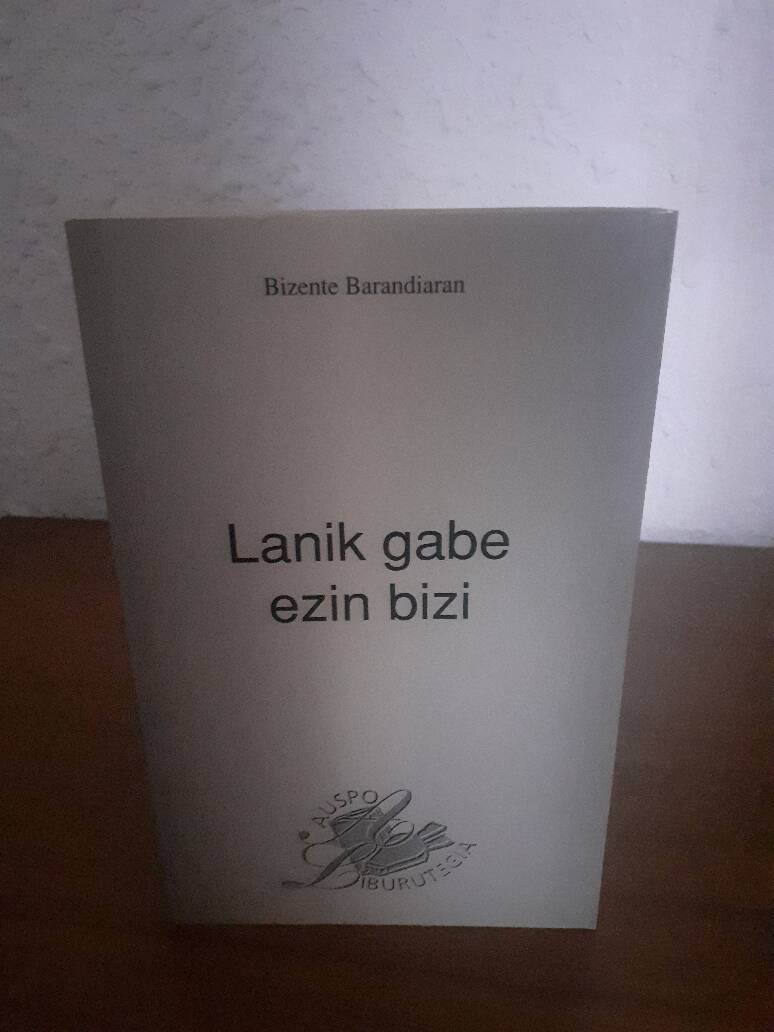 Bizente Barandiaran
Lanik gabe
ezin bizi
AUSPO
LIBURUTEGIA